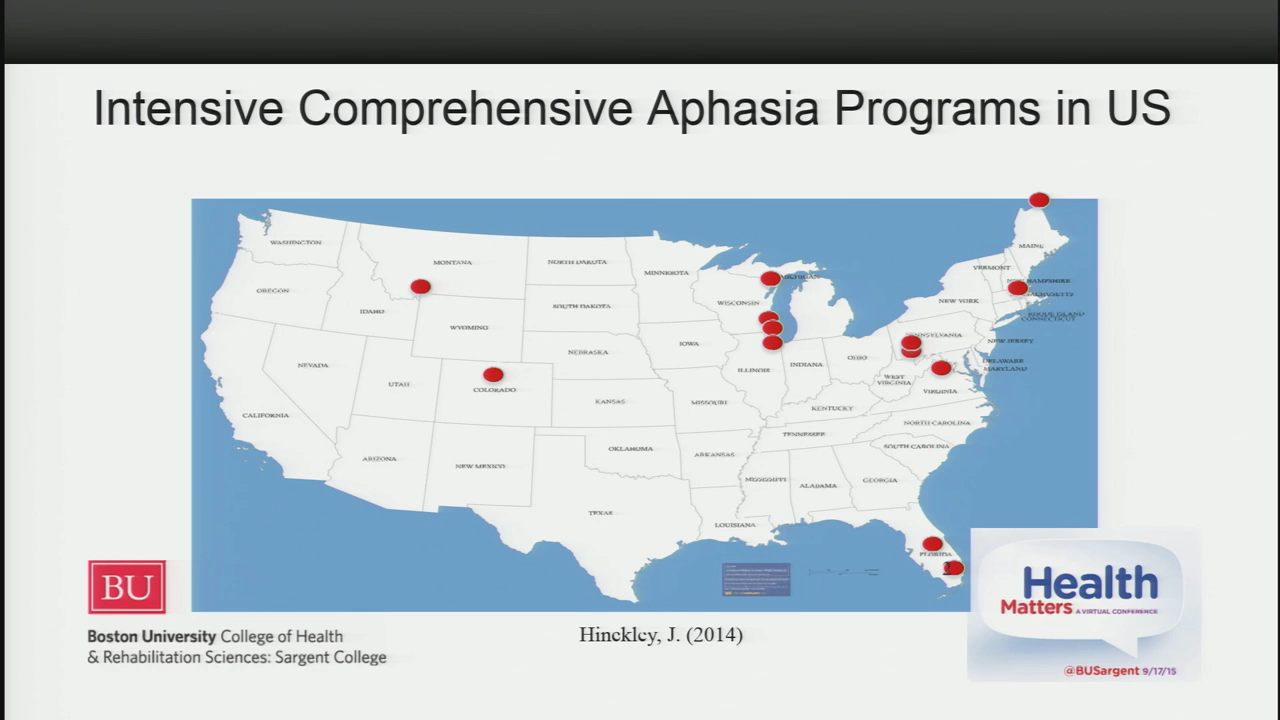 Intensive Comprehensive Aphasia Programs in US
WASHINGTON
MONTANA
NORTH DAKOTA
MINNESOTA
MICHIGAN
MAINE
VERMONT
OREGON
IDAHO
WYOMING
SOUTH DAKOTA
WISCONSIN
NEW YORK
HAMPSHIRE
RHODE ISLAND
CONNECTICUT
NEVADA
UTAH
COLORADO
NEBRASKA
IOWA
ILLINOIS
INDIANA
OHIO
PENNSYLVANIA
NEW JERSEY
DELAWARE
MARYLAND
WEST
VIRGINIA
VIRGINIA
CALIFORNIA
KANSAS
MISSOURI
KENTUCKY
NORTH CAROLINA
TENNESSEE
SOUTH CAROLINA
ARIZONA
NEW MEXICO
OKLAHOMA
ARKANSAS
MISSISSIPPI
ALABAMA
GEORGIA
TEXAS
LOUISIANA
FLORIDA
2
BU
Boston University College of Health
& Rehabilitation Sciences: Sargent College
Hinckley, J. (2014)
Health
Matters A VIRTUAL CONFERENCE
@BUSargent 9/17/15